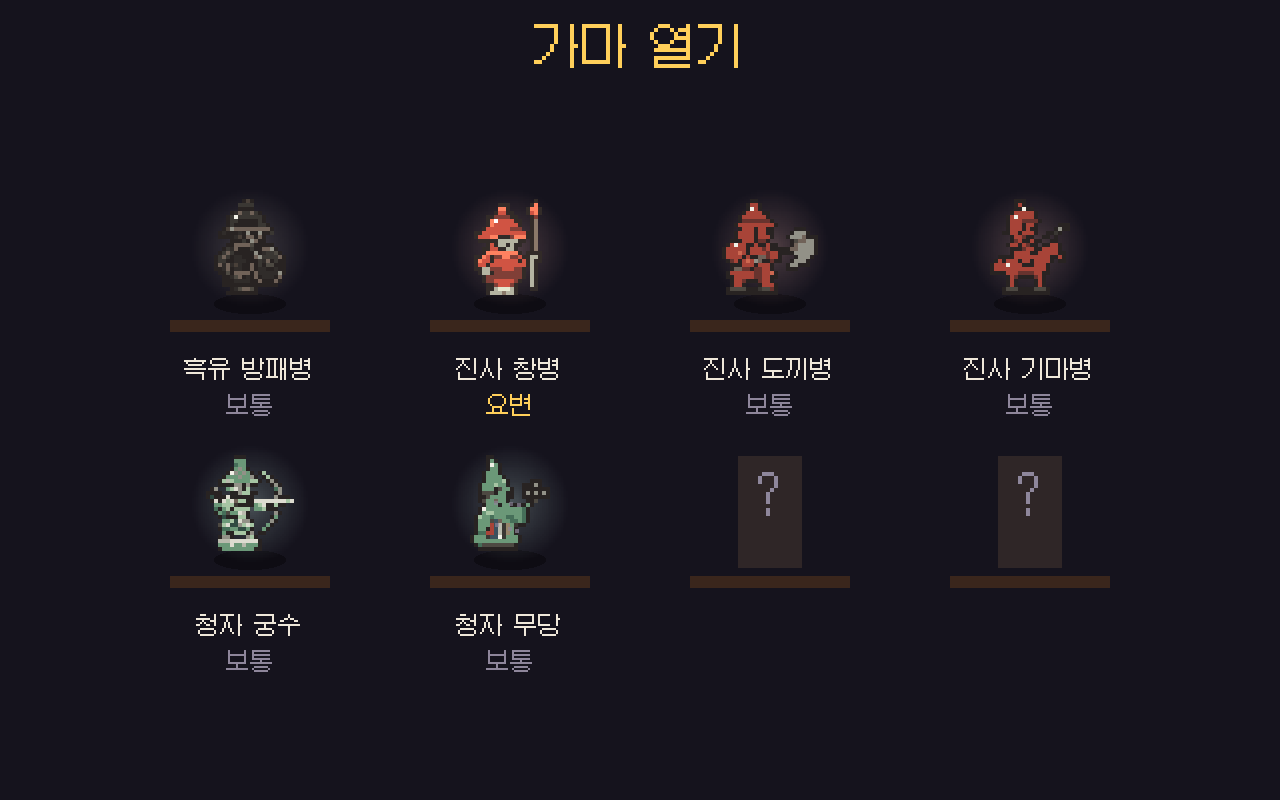 가마 열기
흑유 방패병
보통
진사 창병
요변
진사 도끼병
보통
진사 기마병
보통
청자 궁수
보통
청자 무당
보통
?
?